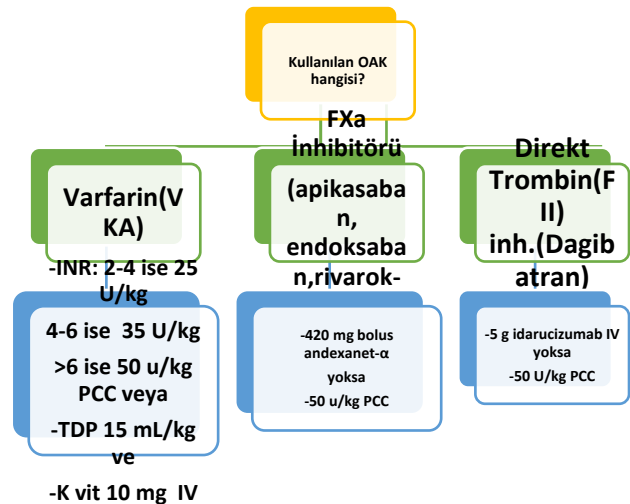 Kullanılan OAK
hangisi?
Varfarin(V
KA)
-INR: 2-4 ise 25
U/kg
4-6 ise 35 U/kg
>6 ise 50 u/kg
PCC veya
-TDP 15 mL/kg
ve
-K vit 10 mg IV
FXa
İnhibitörü
(apikasaba
n,
endoksaba
n,rivarok-
-420 mg bolus
andexanet-α
yoksa
-50 u/kg PCC
Direkt
Trombin(F
II)
inh.(Dagib
atran)
-5 g idarucizumab IV
yoksa
-50 U/kg PCC